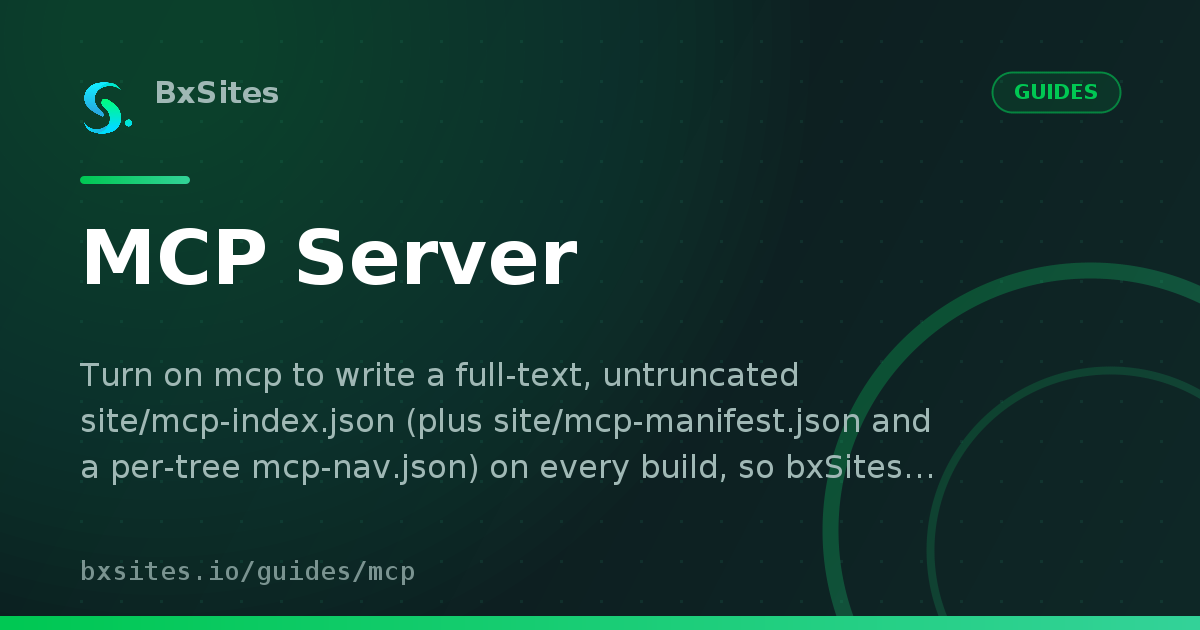 BxSites
GUIDES
MCP Server
Turn on mcp to write a full-text, untruncated
site/mcp-index.json (plus site/mcp-manifest.json and
a per-tree mcp-nav.json) on every build, so bxSites…
bxsites.io/guides/mcp